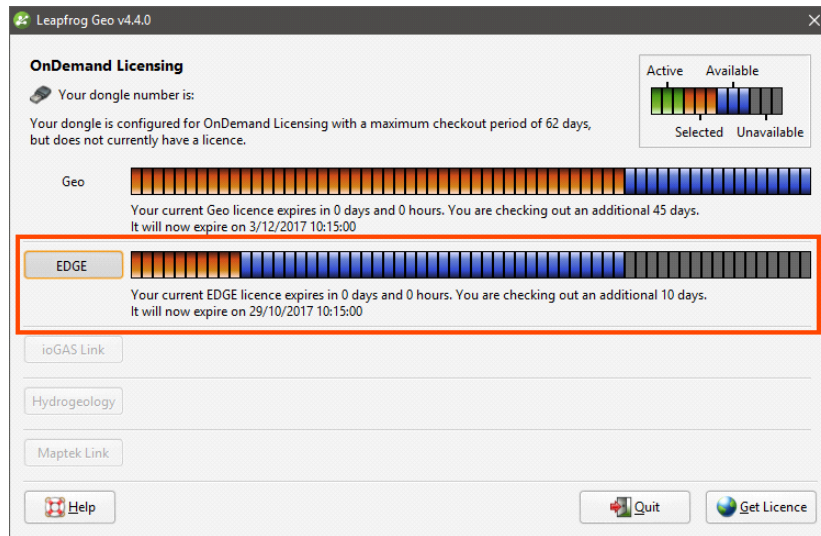 Leapfrog Geo v4.4.0
OnDemand Licensing
Your dongle number is:
Your dongle is configured for OnDemand Licensing with a maximum checkout period of 62 days,
but does not currently have a licence.
Active Available
Selected Unavailable
Geo
Your current Geo licence expires in 0 days and 0 hours. You are checking out an additional 45 days.
It will now expire on 3/12/2017 10:15:00
EDGE
Your current EDGE licence expires in 0 days and 0 hours. You are checking out an additional 10 days.
It will now expire on 29/10/2017 10:15:00
ioGAS Link
Hydrogeology
Maptek Link
Help
Quit
Get Licence